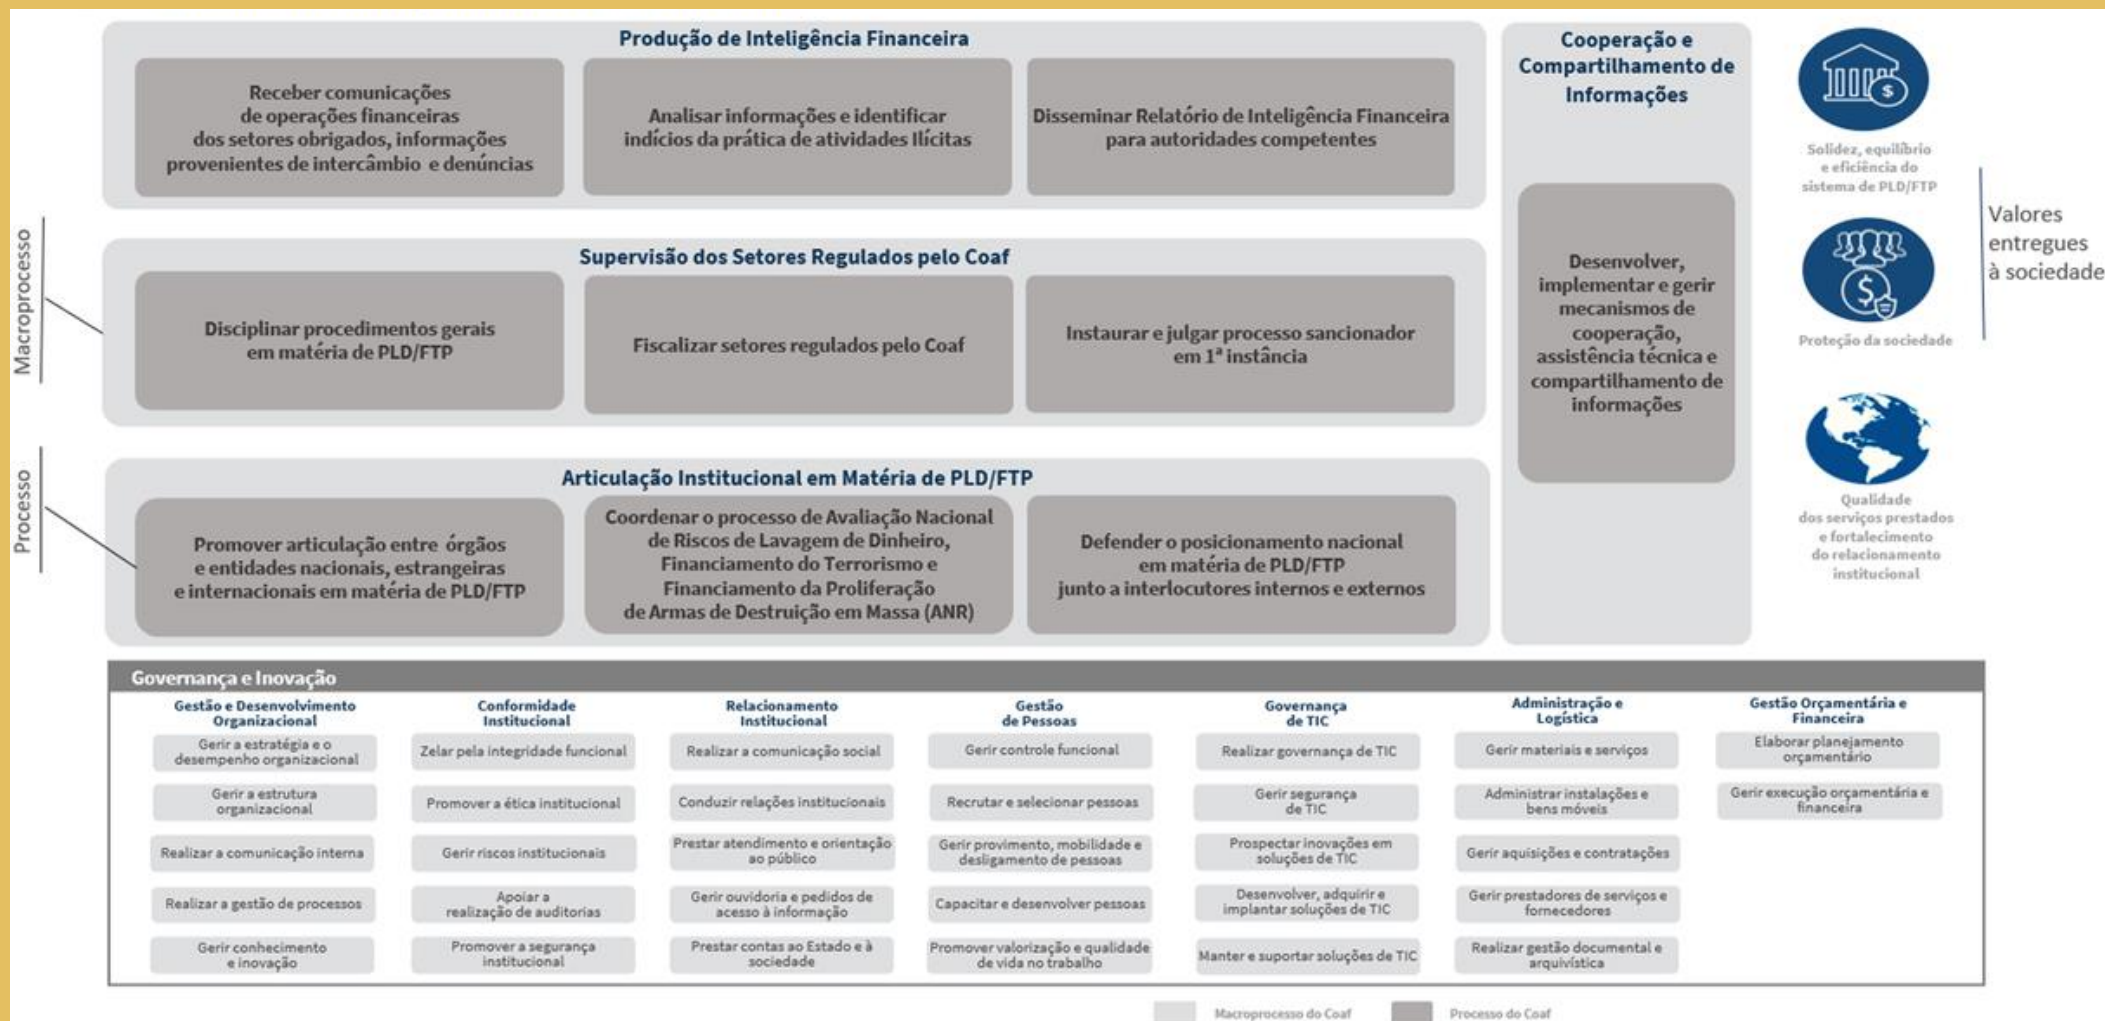 Produção de Inteligência Financeira
Receber comunicações
de operações financeiras
dos setores obrigados, informações
provenientes de intercâmbio e denúncias
Analisar informações e identificar
indícios da prática de atividades Ilícitas
Disseminar Relatório de Inteligência Financeira
para autoridades competentes
Cooperação e
Compartilhamento de
Informações
Desenvolver,
implementar e gerir
mecanismos de
cooperação,
assistência técnica e
compartilhamento de
informações
Solidez, equilíbrio
e eficiência do
sistema de PLD/FTP
Proteção da sociedade
Qualidade
dos serviços prestados
e fortalecimento
do relacionamento
institucional
Valores
entregues
à sociedade
Macroprocesso
Supervisão dos Setores Regulados pelo Coaf
Disciplinar procedimentos gerais
em matéria de PLD/FTP
Fiscalizar setores regulados pelo Coaf
Instaurar e julgar processo sancionador
em 1ª instância
Processo
Articulação Institucional em Matéria de PLD/FTP
Promover articulação entre órgãos
e entidades nacionais, estrangeiras
e internacionais em matéria de PLD/FTP
Coordenar o processo de Avaliação Nacional
de Riscos de Lavagem de Dinheiro,
Financiamento do Terrorismo e
Financiamento da Proliferação
de Armas de Destruição em Massa (ANR)
Defender o posicionamento nacional
em matéria de PLD/FTP
junto a interlocutores internos e externos
Governança e Inovação
Gestão e Desenvolvimento
Organizacional
Gerir a estratégia e o
desempenho organizacional
Gerir a estrutura
organizacional
Realizar a comunicação interna
Realizar a gestão de processos
Gerir conhecimento
e inovação
Conformidade
Institucional
Zelar pela integridade funcional
Promover a ética institucional
Gerir riscos institucionais
Apoiar a
realização de auditorias
Promover a segurança
institucional
Relacionamento
Institucional
Realizar a comunicação social
Conduzir relações institucionais
Prestar atendimento e orientação
ao público
Gerir ouvidoria e pedidos de
acesso à informação
Prestar contas ao Estado e à
sociedade
Gestão
de Pessoas
Gerir controle funcional
Recrutar e selecionar pessoas
Gerir provimento, mobilidade e
desligamento de pessoas
Capacitar e desenvolver pessoas
Promover valorização e qualidade
de vida no trabalho
Governança
de TIC
Realizar governança de TIC
Gerir segurança
de TIC
Prospectar inovações em
soluções de TIC
Desenvolver, adquirir e
implantar soluções de TIC
Manter e suportar soluções de TIC
Administração e
Logística
Gerir materiais e serviços
Administrar instalações e
bens móveis
Gerir aquisições e contratações
Gerir prestadores de serviços e
fornecedores
Realizar gestão documental e
arquivística
Gestão Orçamentária e
Financeira
Elaborar planejamento
orçamentário
Gerir execução orçamentária e
financeira
Macroprocesso do Coaf
Processo do Coaf